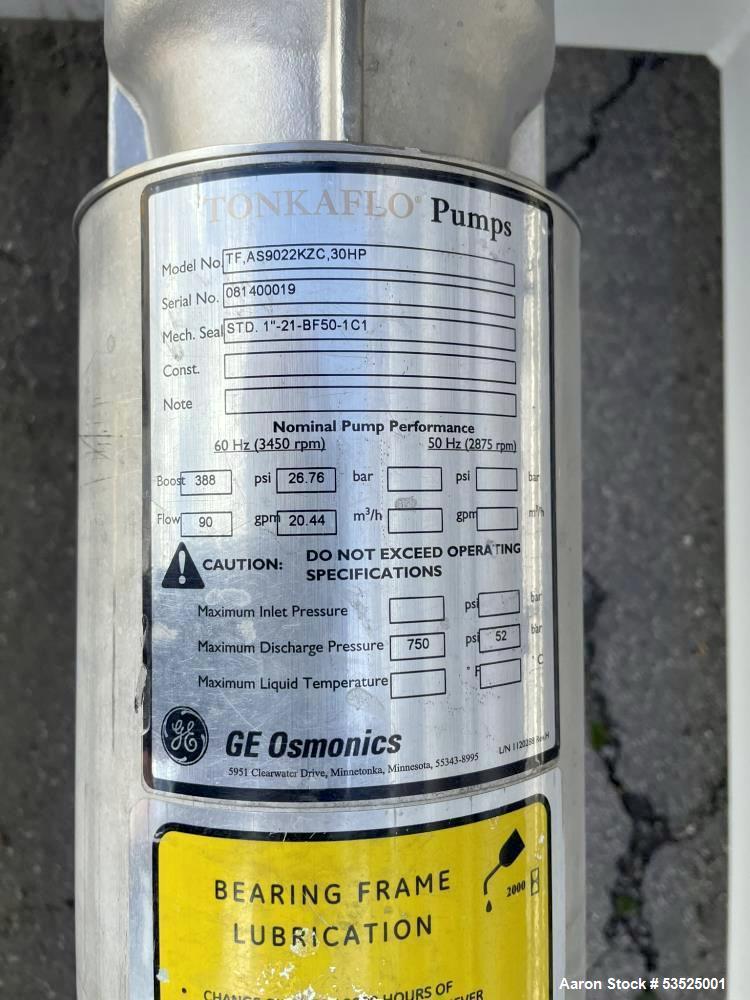 TONKAFLO® Pumps
Model No. TF,AS9022KZC,30HP
Serial No. 081400019
Mech. Seal STD. 1"-21-BF50-1C1
Const.
Note
Nominal Pump Performance
60 Hz (3450 rpm) 50 Hz (2875 rpm)
Boost 388 psi 26.76 bar psi bar
Flow 90 gpm 20.44 m³/h gpm m³/h
CAUTION: DO NOT EXCEED OPERATING
SPECIFICATIONS
Maximum Inlet Pressure psi bar
Maximum Discharge Pressure 750 psi 52 bar
Maximum Liquid Temperature °F °C
GE Osmonics
5951 Clearwater Drive, Minnetonka, Minnesota, 55343-8995
L/N 1120288 Rev.H
BEARING FRAME
LUBRICATION
2000
HOURS OF
Aaron Stock # 53525001